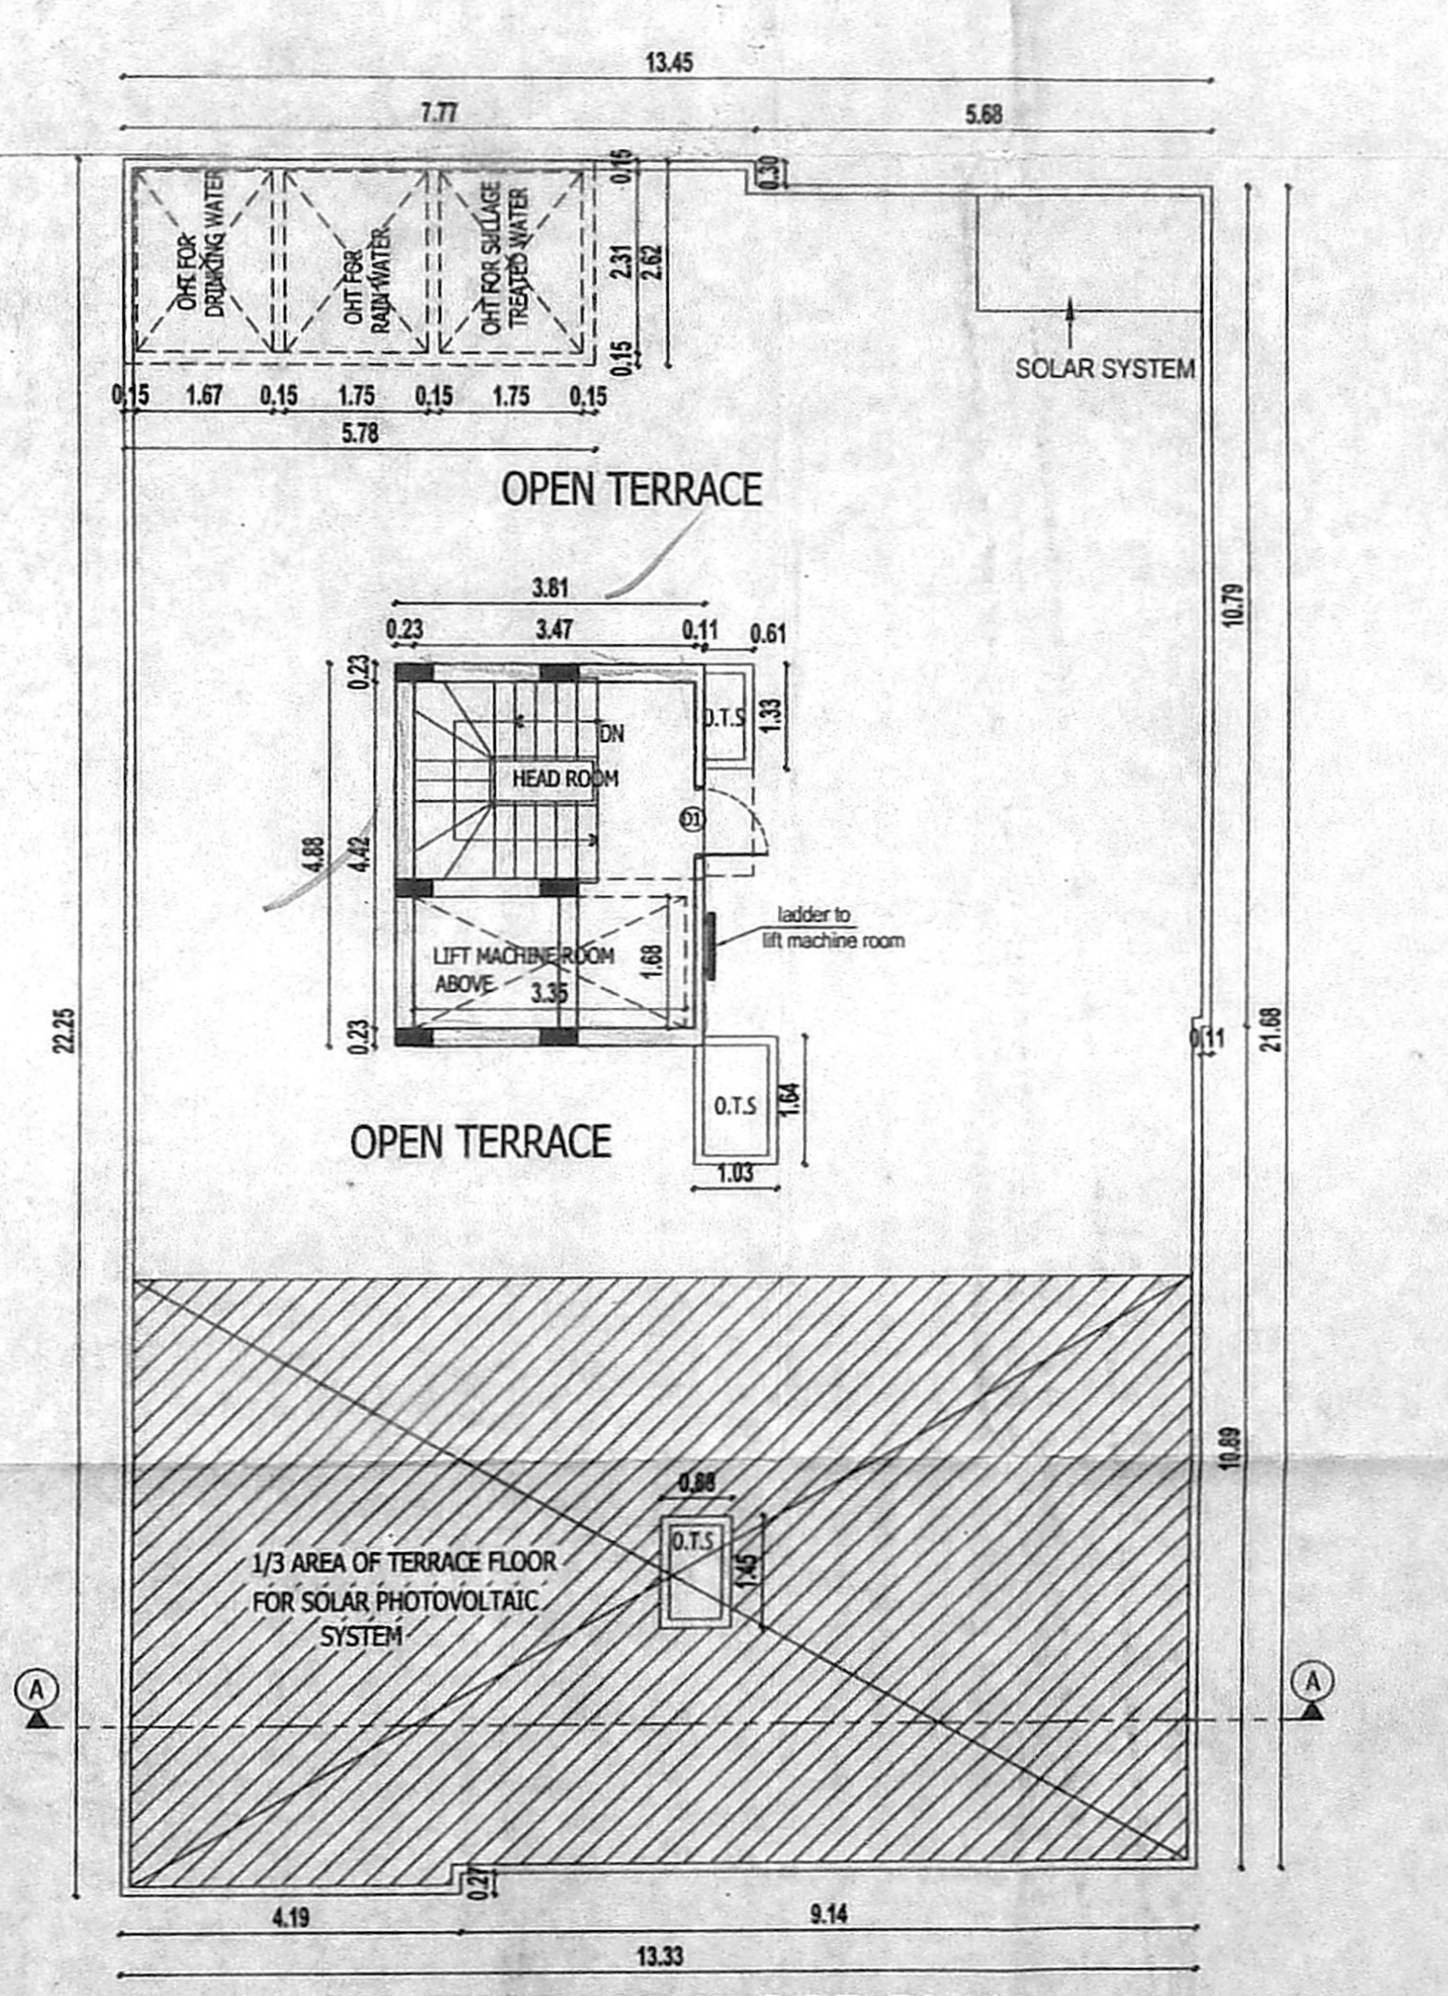 13.45
7.77
5.68
0.15
0.30
OHT FOR
DRINKING WATER
OHT FOR
RAIN WATER
OHT FOR SULLAGE
TREATED WATER
2.31
2.62
0.15
SOLAR SYSTEM
0.15
1.67
0.15
1.75
0.15
1.75
0.15
5.78
OPEN TERRACE
3.81
0.23
3.47
0.11
0.61
0.23
O.T.S
1.33
DN
HEAD ROOM
D1
4.88
4.42
10.79
ladder to
lift machine room
LIFT MACHINE ROOM
ABOVE
1.68
3.35
0.23
22.25
0.11
21.68
O.T.S
1.64
1.03
OPEN TERRACE
10.89
0.88
O.T.S
1.45
1/3 AREA OF TERRACE FLOOR
FOR SOLAR PHOTOVOLTAIC
SYSTEM
A
A
0.27
4.19
9.14
13.33